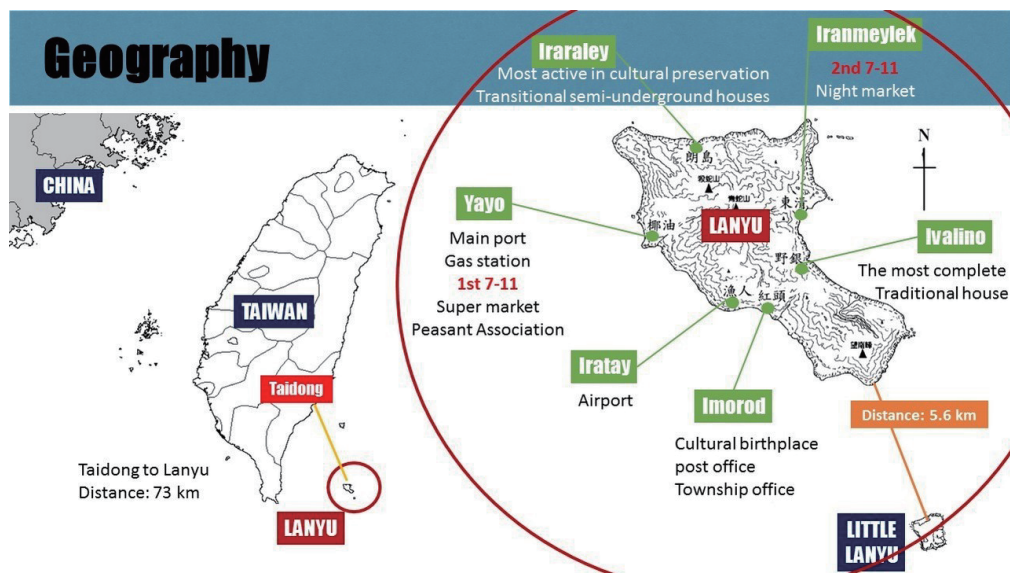 Geography
CHINA
TAIWAN
Taidong
Taidong to Lanyu
Distance: 73 km
LANYU
Iraraley
Most active in cultural preservation
Transitional semi-underground houses
Iranmeylek
2nd 7-11
Night market
N
朗島
東清
LANYU
Yayo
Main port
Gas station
1st 7-11
Super market
Peasant Association
椰油
野銀
Ivalino
The most complete
Traditional house
漁人
紅頭
望南峰
Iratay
Airport
Imorod
Cultural birthplace
post office
Township office
Distance: 5.6 km
LITTLE
LANYU